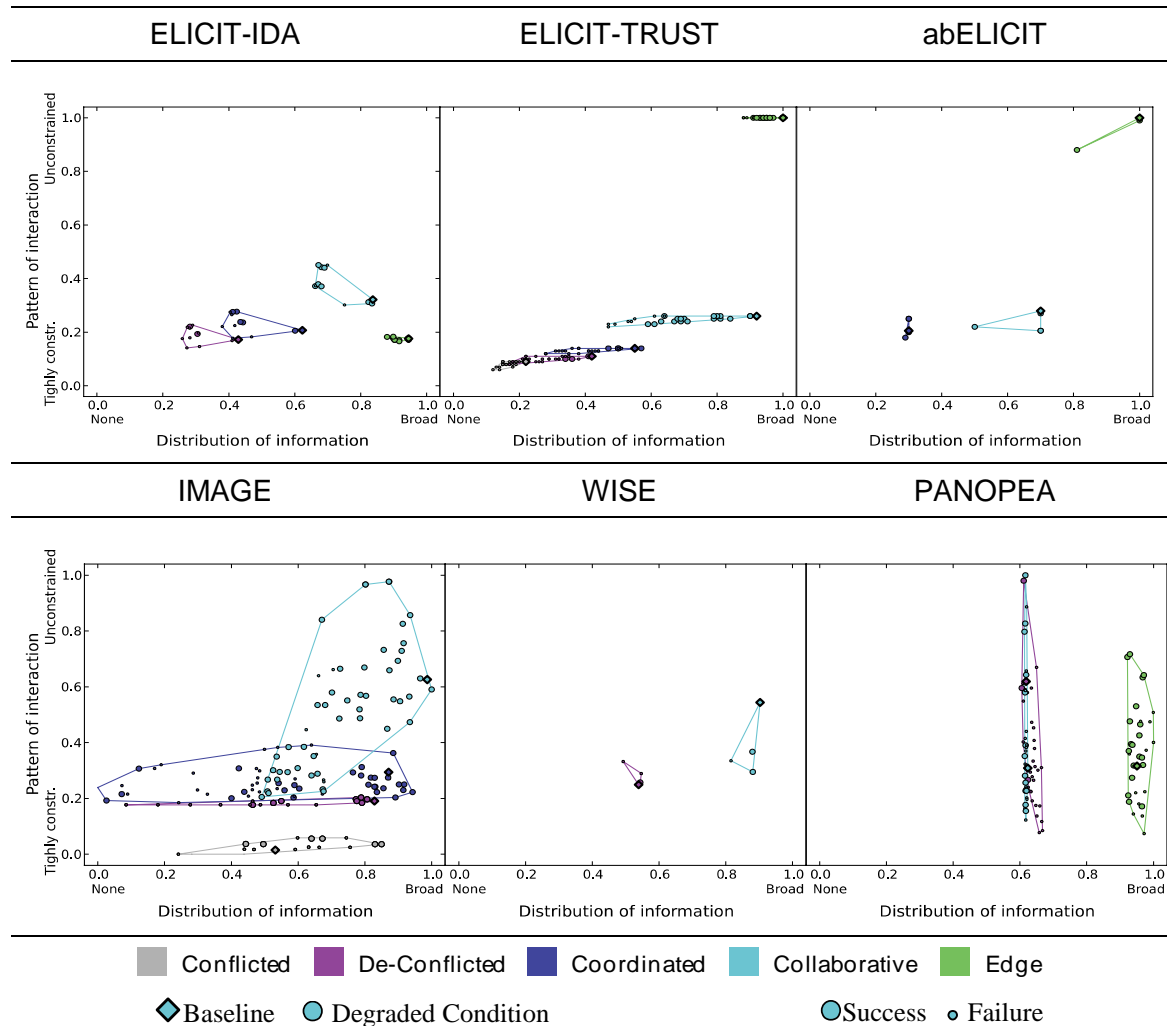 ELICIT-IDA ELICIT-TRUST abELICIT
Unconstrained
Pattern of interaction
Tighly constr.
1.0
0.8
0.6
0.4
0.2
0.0
0.0 0.2 0.4 0.6 0.8 1.0 0.0 0.2 0.4 0.6 0.8 1.0 0.0 0.2 0.4 0.6 0.8 1.0
None Broad None Broad None Broad
Distribution of information Distribution of information Distribution of information
IMAGE WISE PANOPEA
Unconstrained
Pattern of interaction
Tighly constr.
1.0
0.8
0.6
0.4
0.2
0.0
0.0 0.2 0.4 0.6 0.8 1.0 0.0 0.2 0.4 0.6 0.8 1.0 0.0 0.2 0.4 0.6 0.8 1.0
None Broad None Broad None Broad
Distribution of information Distribution of information Distribution of information
Conflicted De-Conflicted Coordinated Collaborative Edge
Baseline Degraded Condition Success Failure